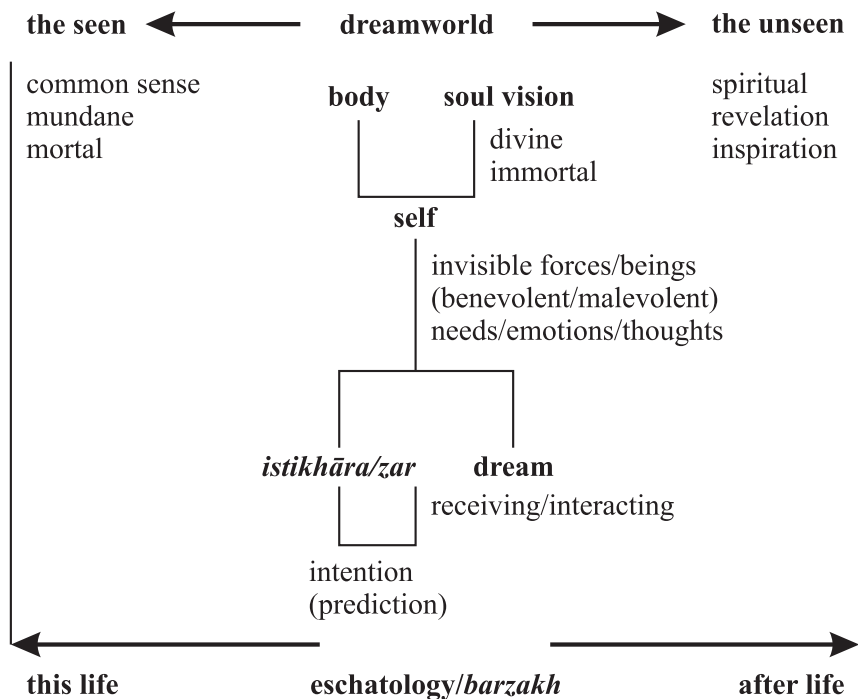 the seen dreamworld the unseen
common sense
mundane
mortal
body soul vision
divine
immortal
spiritual
revelation
inspiration
self
invisible forces/beings
(benevolent/malevolent)
needs/emotions/thoughts
istikhāra/zar dream
receiving/interacting
intention
(prediction)
this life eschatology/barzakh after life